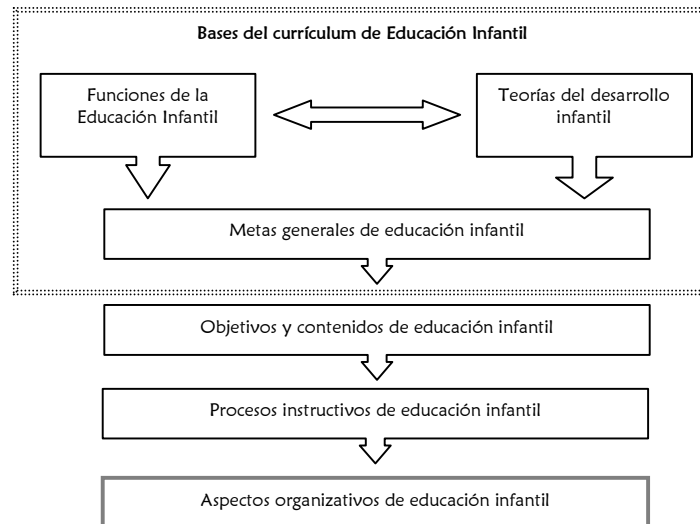 Bases del currículum de Educación Infantil
Funciones de la
Educación Infantil
Teorías del desarrollo
infantil
Metas generales de educación infantil
Objetivos y contenidos de educación infantil
Procesos instructivos de educación infantil
Aspectos organizativos de educación infantil